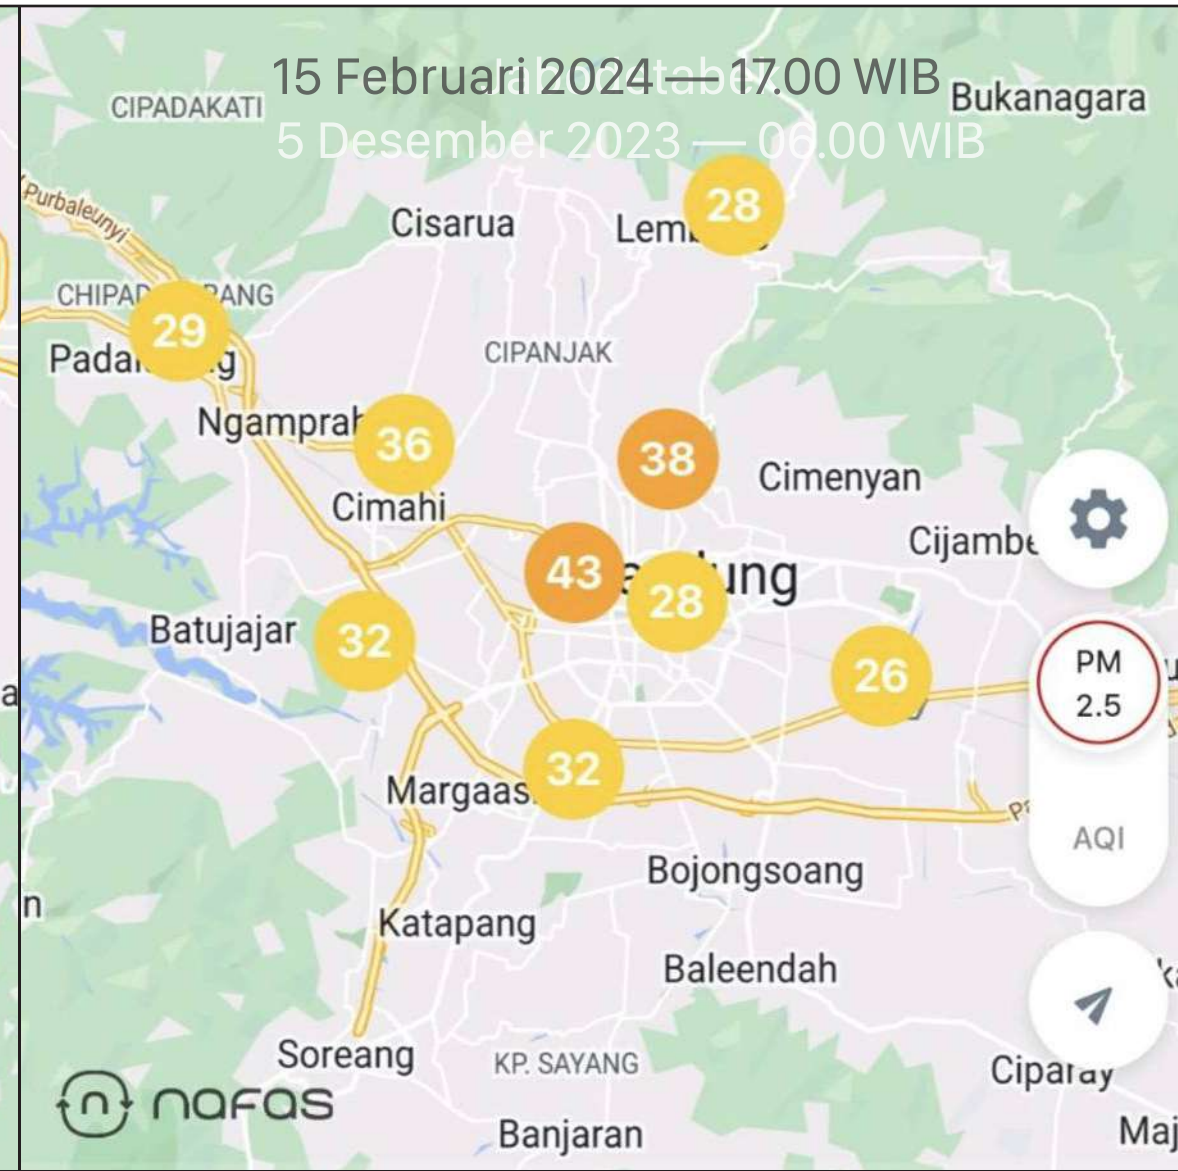 15 Februari 2024 — 17.00 WIB
5 Desember 2023 — 06.00 WIB
CIPADAKATI
Bukanagara
Purbaleunyi
Cisarua
28
29
CIPANJAK
Ngamprah
36
38
Cimenyan
Cimahi
43
28
Batujajar
32
26
PM
2.5
32
AQI
Bojongsoang
Katapang
Baleendah
Soreang
KP. SAYANG
Ciparay
nafas
Banjaran